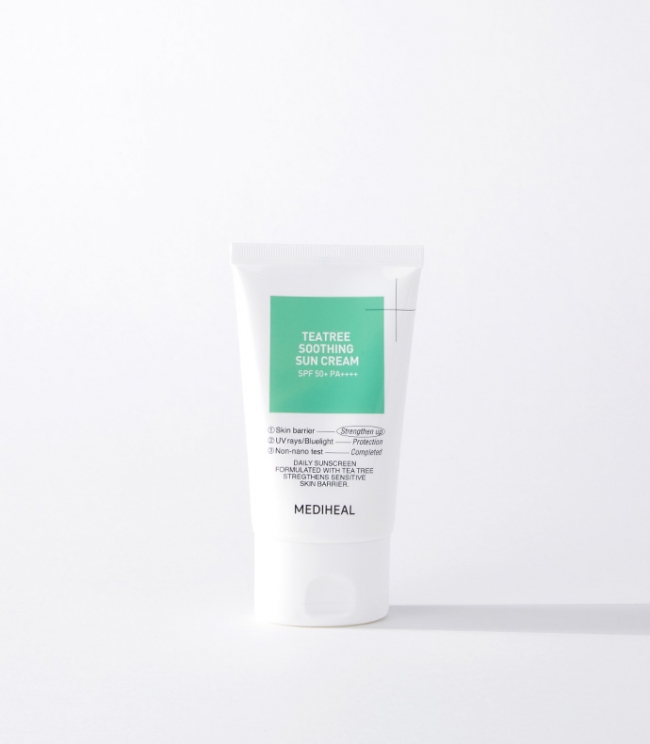 TEATREE
SOOTHING
SUN CREAM
SPF 50+ PA++++
① Skin barrier Strengthen up
② UV rays/Bluelight Protection
③ Non-nano test Completed
DAILY SUNSCREEN
FORMULATED WITH TEA TREE
STREGTHENS SENSITIVE
SKIN BARRIER.
MEDIHEAL